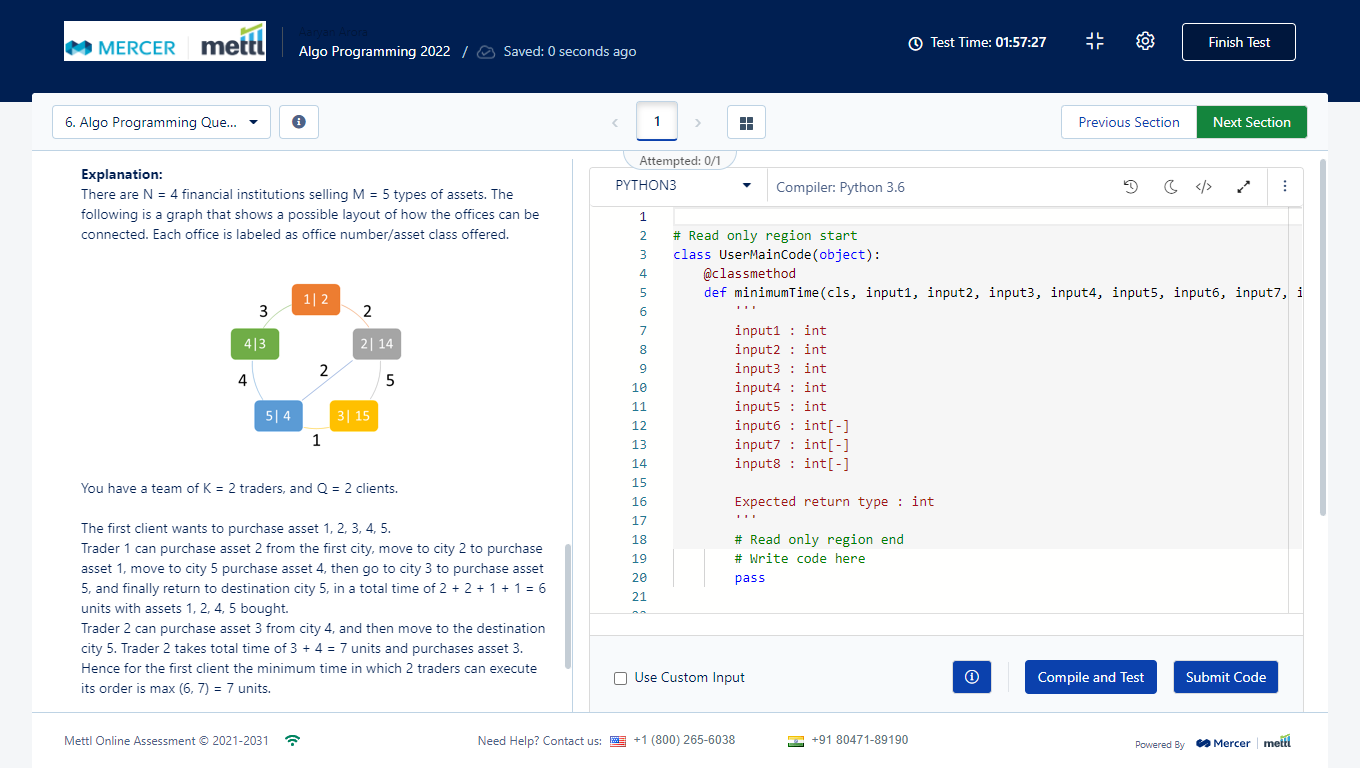 MERCER mettl
Algo Programming 2022 / Saved: 0 seconds ago
Test Time: 01:57:27
Finish Test
6. Algo Programming Que...
1
Previous Section
Next Section
Attempted: 0/1
Explanation:
There are N = 4 financial institutions selling M = 5 types of assets. The
following is a graph that shows a possible layout of how the offices can be
connected. Each office is labeled as office number/asset class offered.
1| 2
3
2
4|3
2| 14
2
4
5
5| 4
3| 15
1
You have a team of K = 2 traders, and Q = 2 clients.
The first client wants to purchase asset 1, 2, 3, 4, 5.
Trader 1 can purchase asset 2 from the first city, move to city 2 to purchase
asset 1, move to city 5 purchase asset 4, then go to city 3 to purchase asset
5, and finally return to destination city 5, in a total time of 2 + 2 + 1 + 1 = 6
units with assets 1, 2, 4, 5 bought.
Trader 2 can purchase asset 3 from city 4, and then move to the destination
city 5. Trader 2 takes total time of 3 + 4 = 7 units and purchases asset 3.
Hence for the first client the minimum time in which 2 traders can execute
its order is max (6, 7) = 7 units.
PYTHON3
Compiler: Python 3.6
</>
1
2 # Read only region start
3 class UserMainCode(object):
4 @classmethod
5 def minimumTime(cls, input1, input2, input3, input4, input5, input6, input7, i
6 '''
7 input1 : int
8 input2 : int
9 input3 : int
10 input4 : int
11 input5 : int
12 input6 : int[-]
13 input7 : int[-]
14 input8 : int[-]
15
16 Expected return type : int
17 '''
18 # Read only region end
19 # Write code here
20 pass
21
Use Custom Input
Compile and Test
Submit Code
Mettl Online Assessment © 2021-2031
Need Help? Contact us: +1 (800) 265-6038
+91 80471-89190
Powered By Mercer | mettl